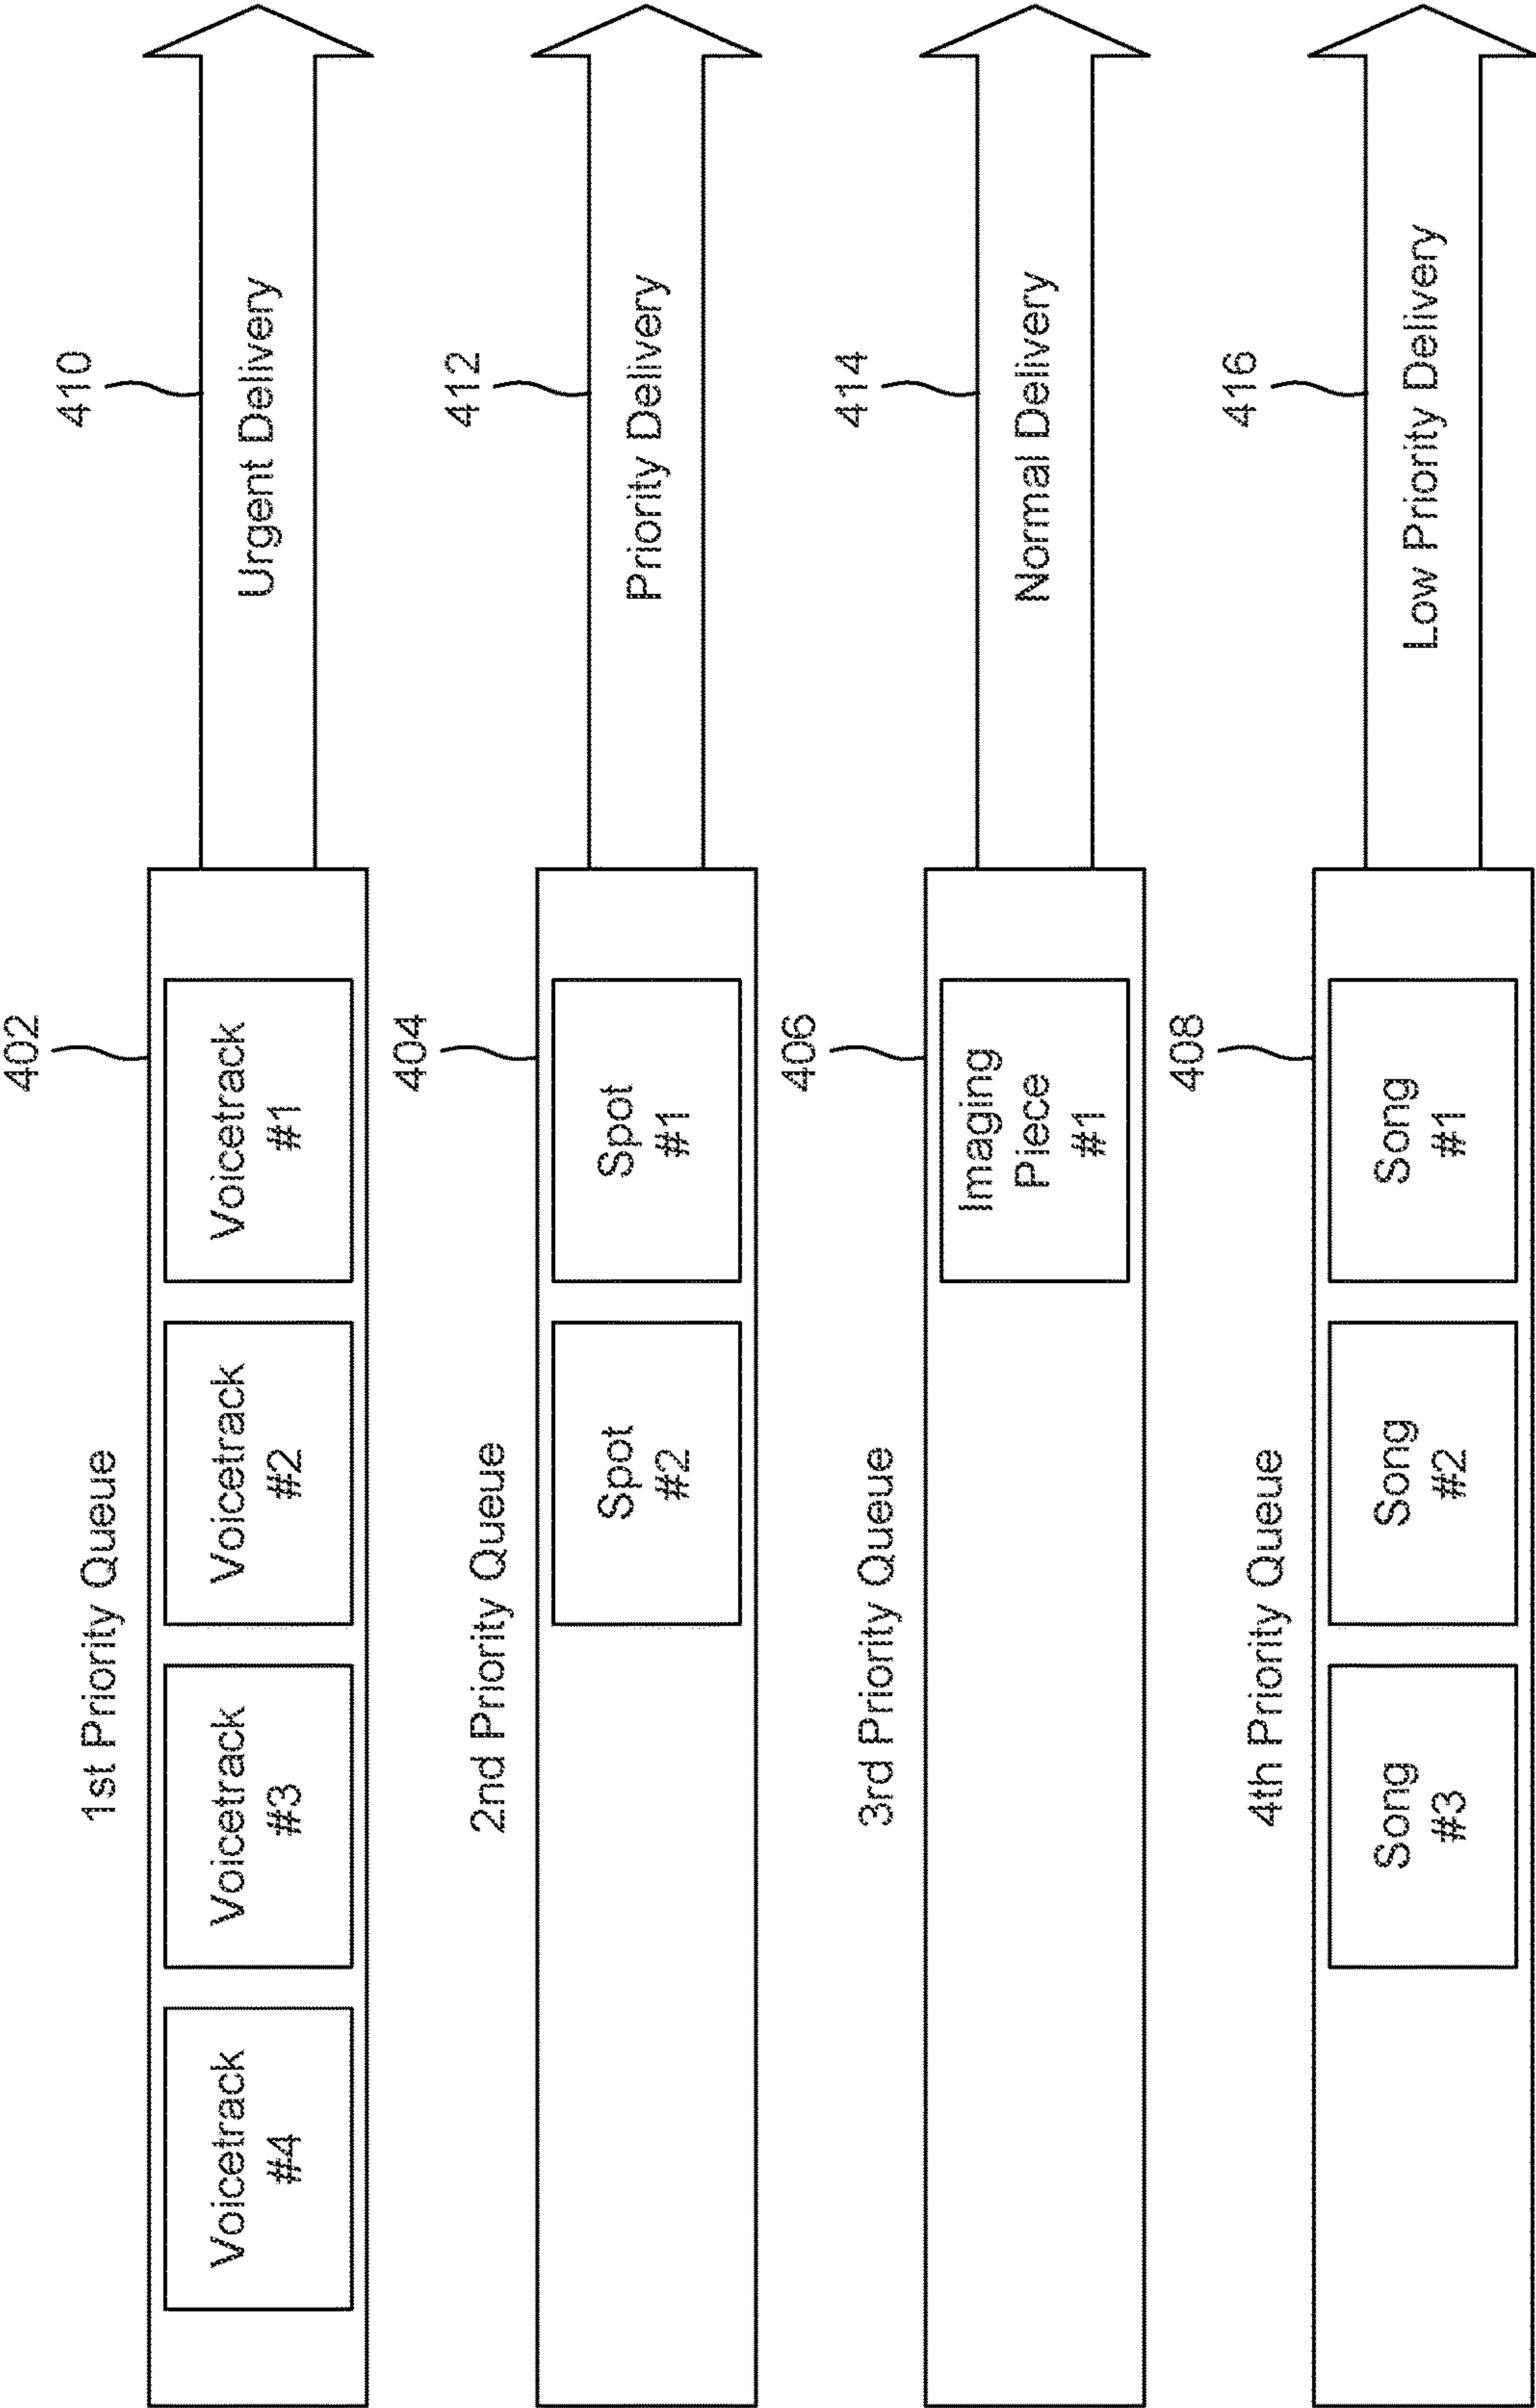 402
410
1st Priority Queue
Voicetrack
#4
Voicetrack
#3
Voicetrack
#2
Voicetrack
#1
Urgent Delivery
404
412
2nd Priority Queue
Spot
#2
Spot
#1
Priority Delivery
406
414
3rd Priority Queue
Imaging
Piece
#1
Normal Delivery
408
416
4th Priority Queue
Song
#3
Song
#2
Song
#1
Low Priority Delivery